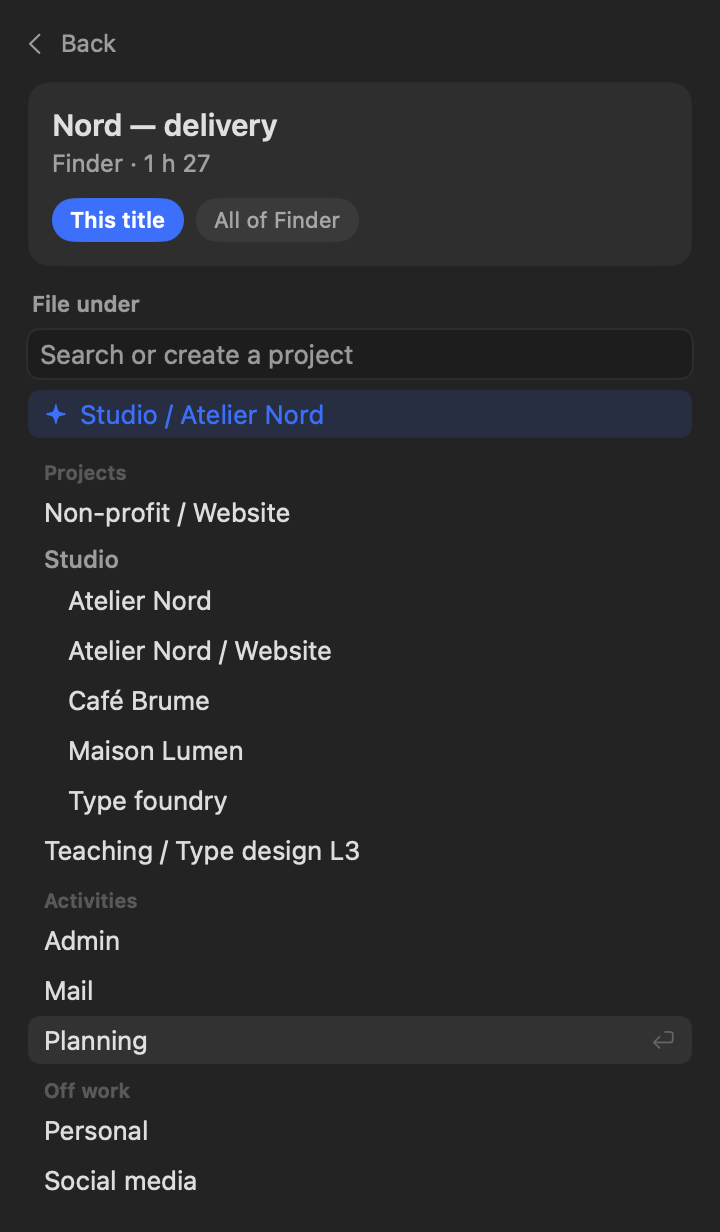 Back
Nord — delivery
Finder · 1 h 27
This title
All of Finder
File under
Search or create a project
Studio / Atelier Nord
Projects
Non-profit / Website
Studio
Atelier Nord
Atelier Nord / Website
Café Brume
Maison Lumen
Type foundry
Teaching / Type design L3
Activities
Admin
Mail
Planning
Off work
Personal
Social media